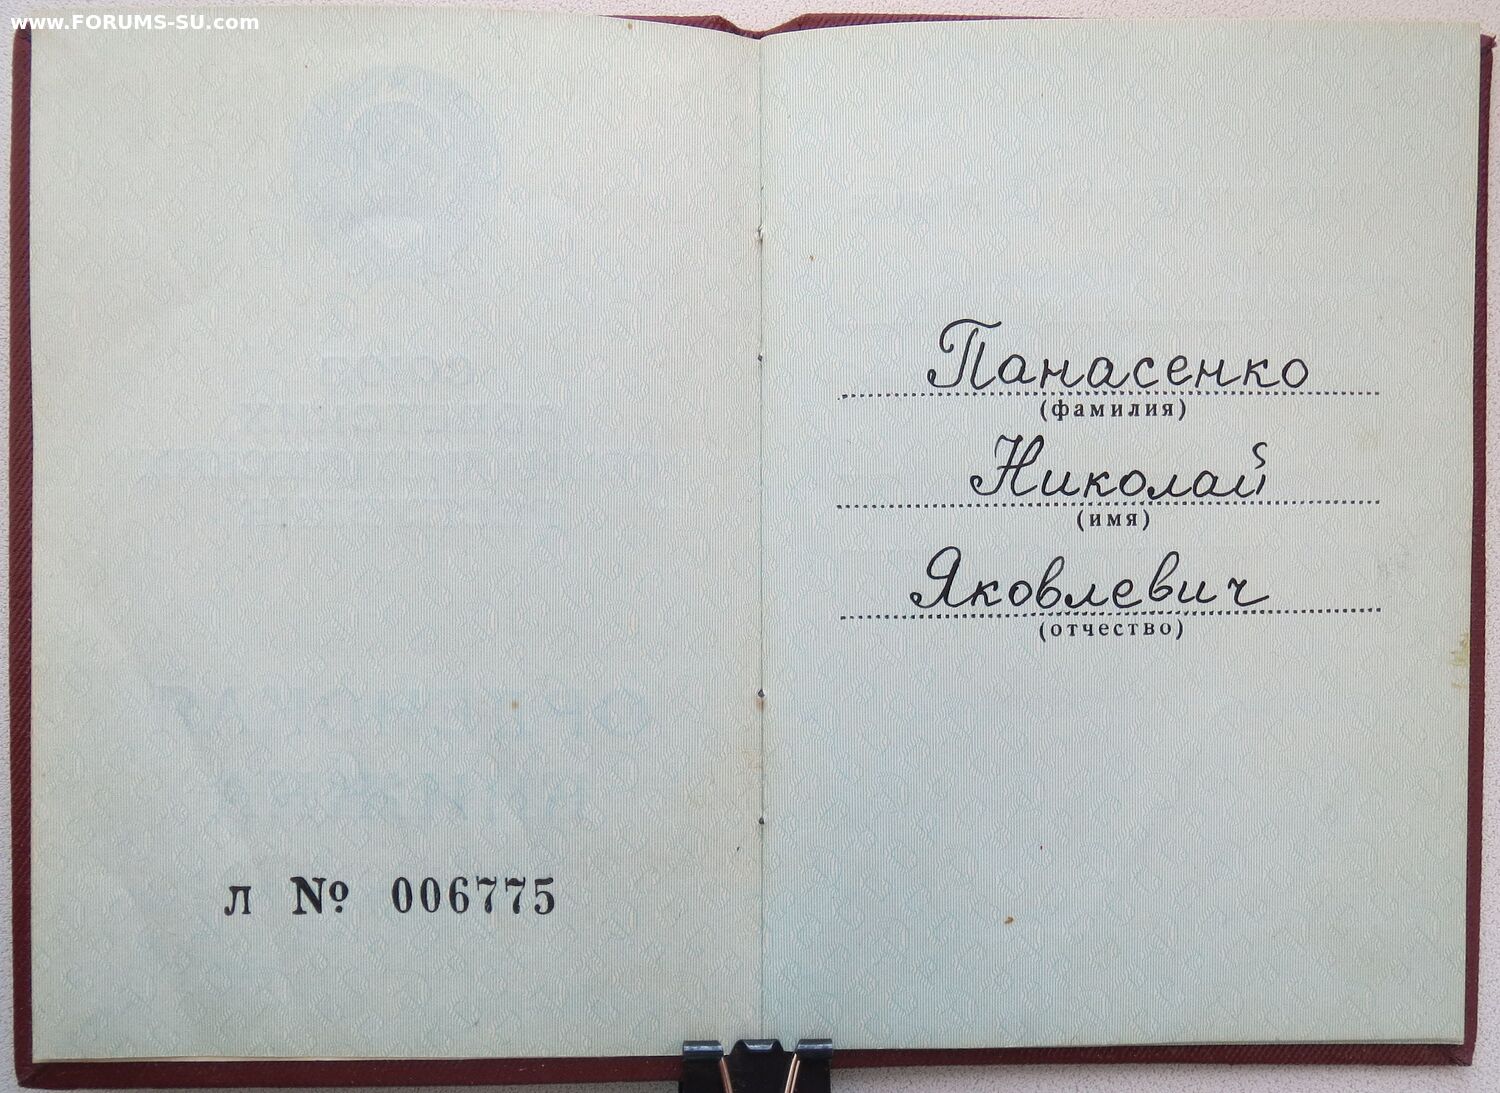 www.FORUMS-SU.com
л № 006775
Панасенко
(фамилия)
Николай
(имя)
Яковлевич
(отчество)